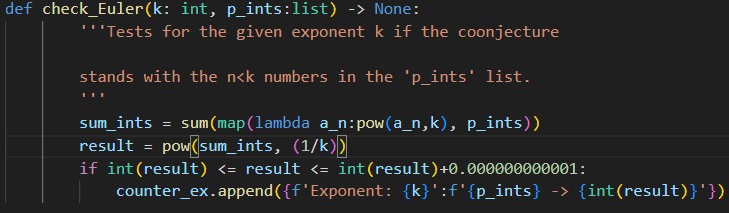 def check_Euler(k: int, p_ints:list) -> None:
'''Tests for the given exponent k if the coonjecture
stands with the n<k numbers in the 'p_ints' list.
'''
sum_ints = sum(map(lambda a_n:pow(a_n,k), p_ints))
result = pow(sum_ints, (1/k))
if int(result) <= result <= int(result)+0.000000000001:
counter_ex.append({f'Exponent: {k}':f'{p_ints} -> {int(result)}'})